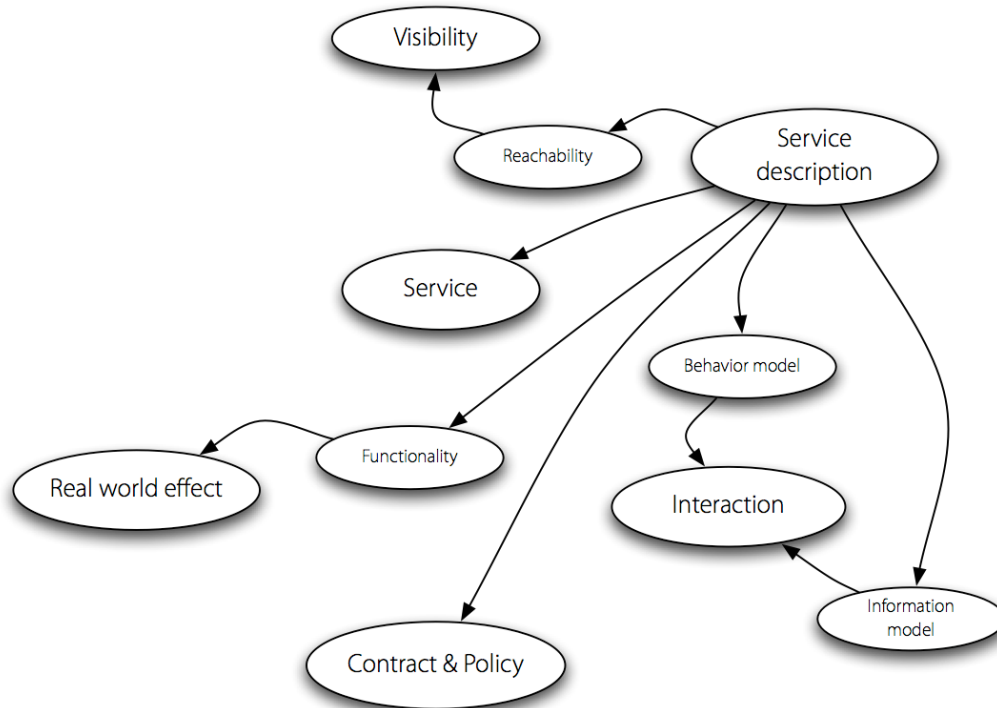 Visibility
Reachability
Service
description
Service
Behavior model
Functionality
Real world effect
Interaction
Information
model
Contract & Policy